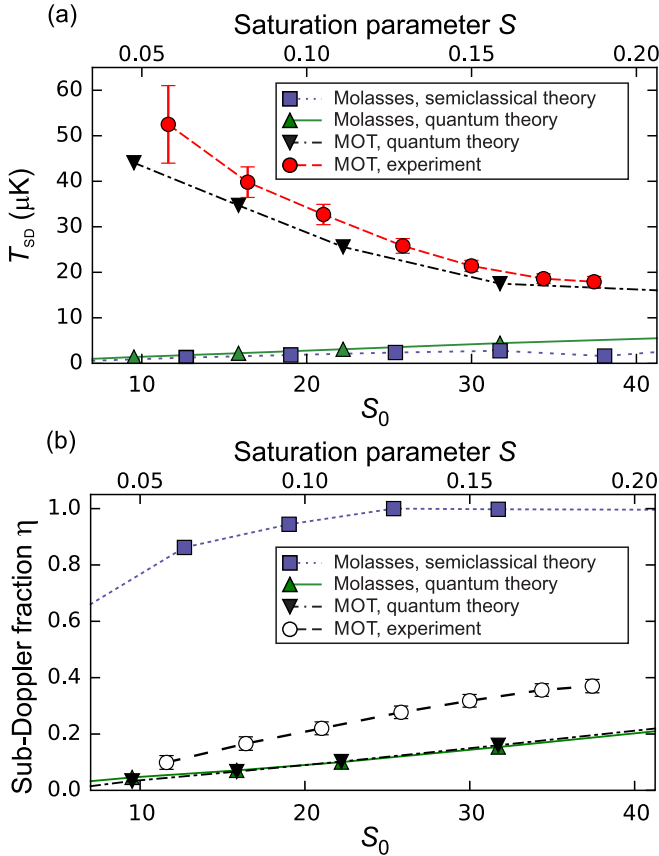 (a)
Saturation parameter S
0.05 0.10 0.15 0.20
60
50
40
30
20
10
0
T_SD (μK)
Molasses, semiclassical theory
Molasses, quantum theory
MOT, quantum theory
MOT, experiment
10 20 30 40
S_0
(b)
Saturation parameter S
0.05 0.10 0.15 0.20
1.0
0.8
0.6
0.4
0.2
0.0
Sub-Doppler fraction η
Molasses, semiclassical theory
Molasses, quantum theory
MOT, quantum theory
MOT, experiment
10 20 30 40
S_0